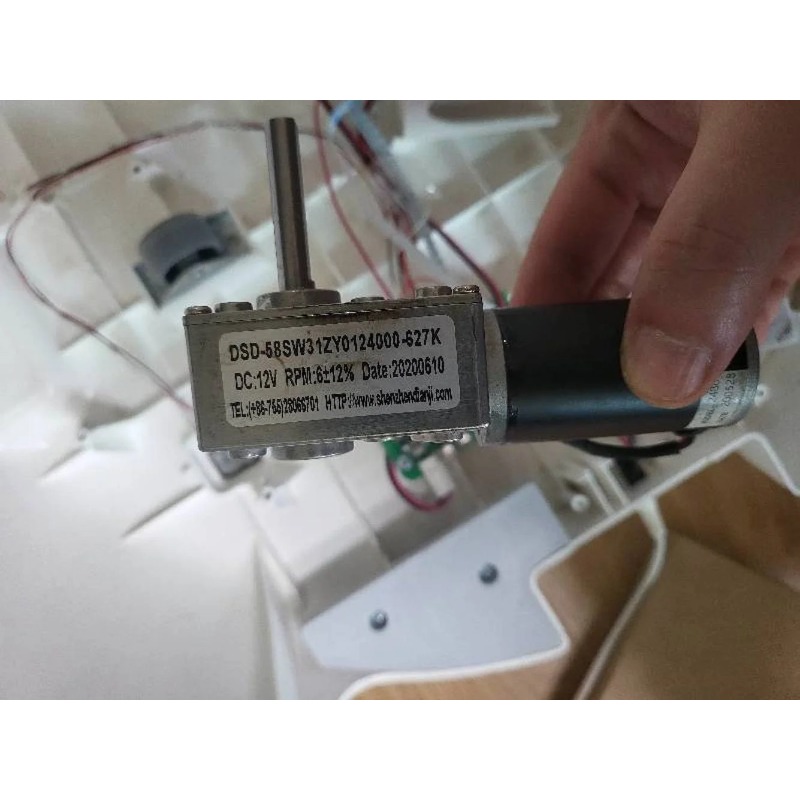 DSD-58SW31ZY0124000-627K
DC:12V RPM:6±12% Date:20200610
TEL:(+86-755)28066701 HTTP://www.shenzhendianji.com